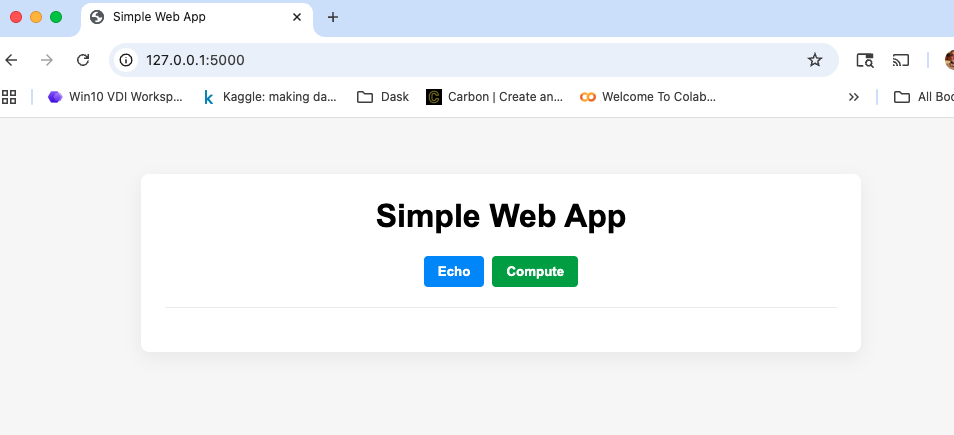 Simple Web App
127.0.0.1:5000
Win10 VDI Worksp... Kaggle: making da... Dask Carbon | Create an... Welcome To Colab... All Boo
Simple Web App
Echo Compute